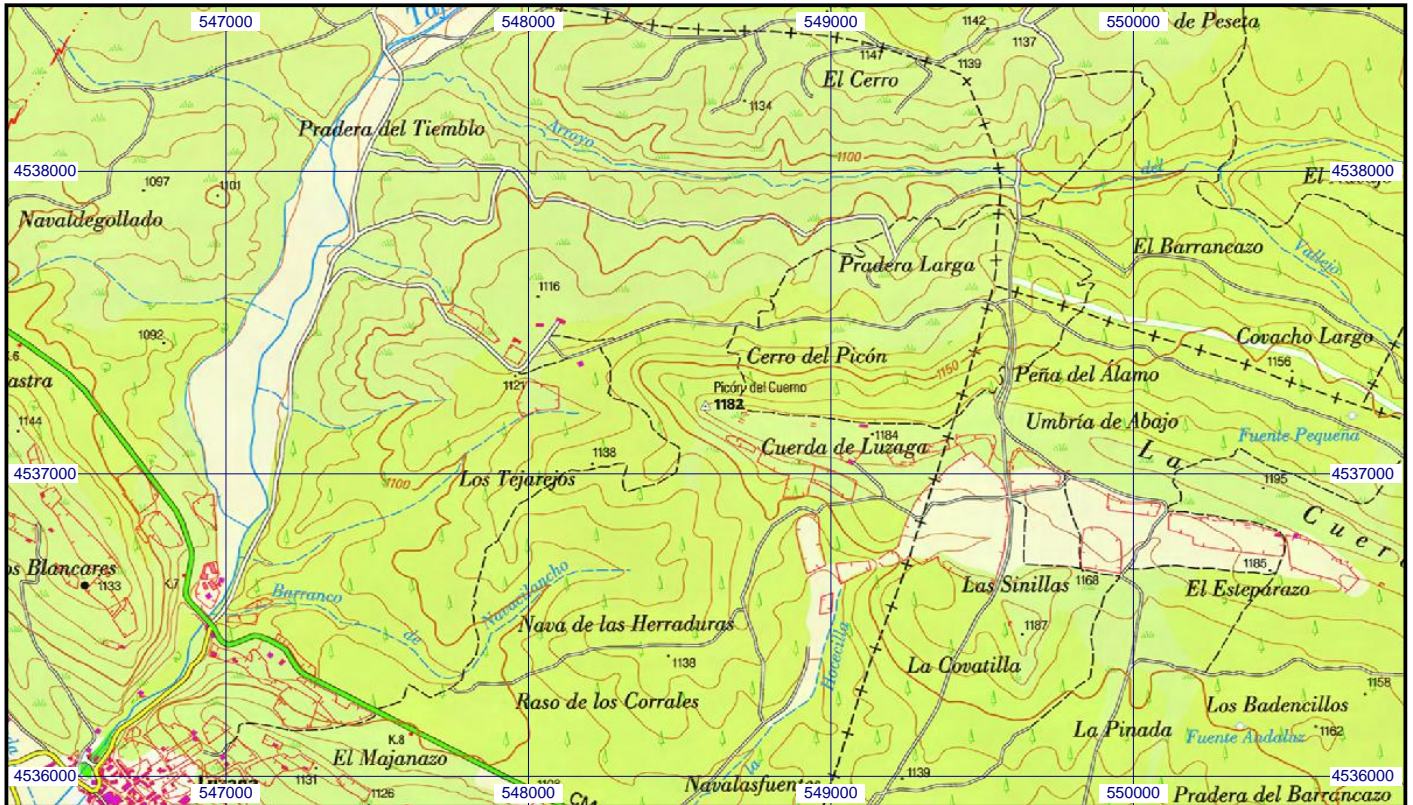 547000 548000 549000 550000
de Peseta
1142
1137
1147
1139
El Cerro
1134
Pradera del Tiemblo
Arroyo
1100
del
4538000 4538000
1097
1101
Navaldegollado
El Barrancazo
Vallejo
Pradera Larga
1116
1092
Covacho Largo
Cerro del Picón
1156
1150
Peña del Álamo
1121
Picón del Cuerno
1182
Umbría de Abajo
1144
1184
Fuente Pequeña
Cuerda de Luzaga
La
1138
4537000 4537000
Los Tejarejos
1100
1195
Cuer
Blancares
1133
K.7
1185
Las Sinillas
1168
El Esteparazo
Barranco
de
Navacilancho
Nava de las Herraduras
1187
1138
La Covatilla
Hocecilla
la
1158
Raso de los Corrales
Los Badencillos
La Pinada
Fuente Andaluz
1162
K.8
El Majanazo
1131
1126
1139
4536000 4536000
547000 548000 549000 550000
Pradera del Barrancazo